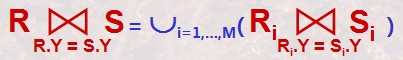 R ⋈ S = ∪i=1,...,M( Ri ⋈ Si )
R.Y = S.Y Ri.Y = Si.Y